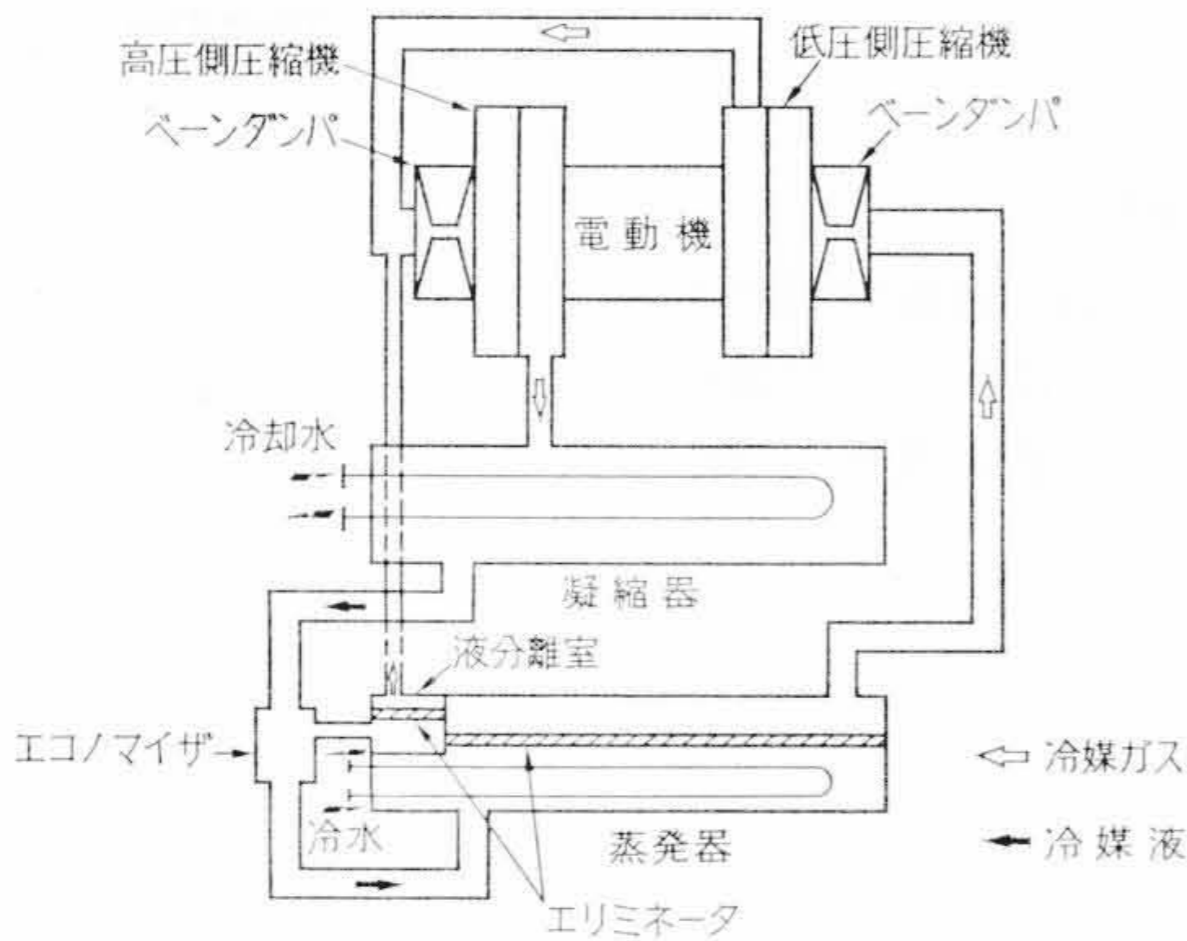 高圧側圧縮機
低圧側圧縮機
ベーンダンパ
ベーンダンパ
電動機
冷却水
凝縮器
液分離室
エコノマイザ
冷媒ガス
冷水
蒸発器
冷媒液
エリミネータ